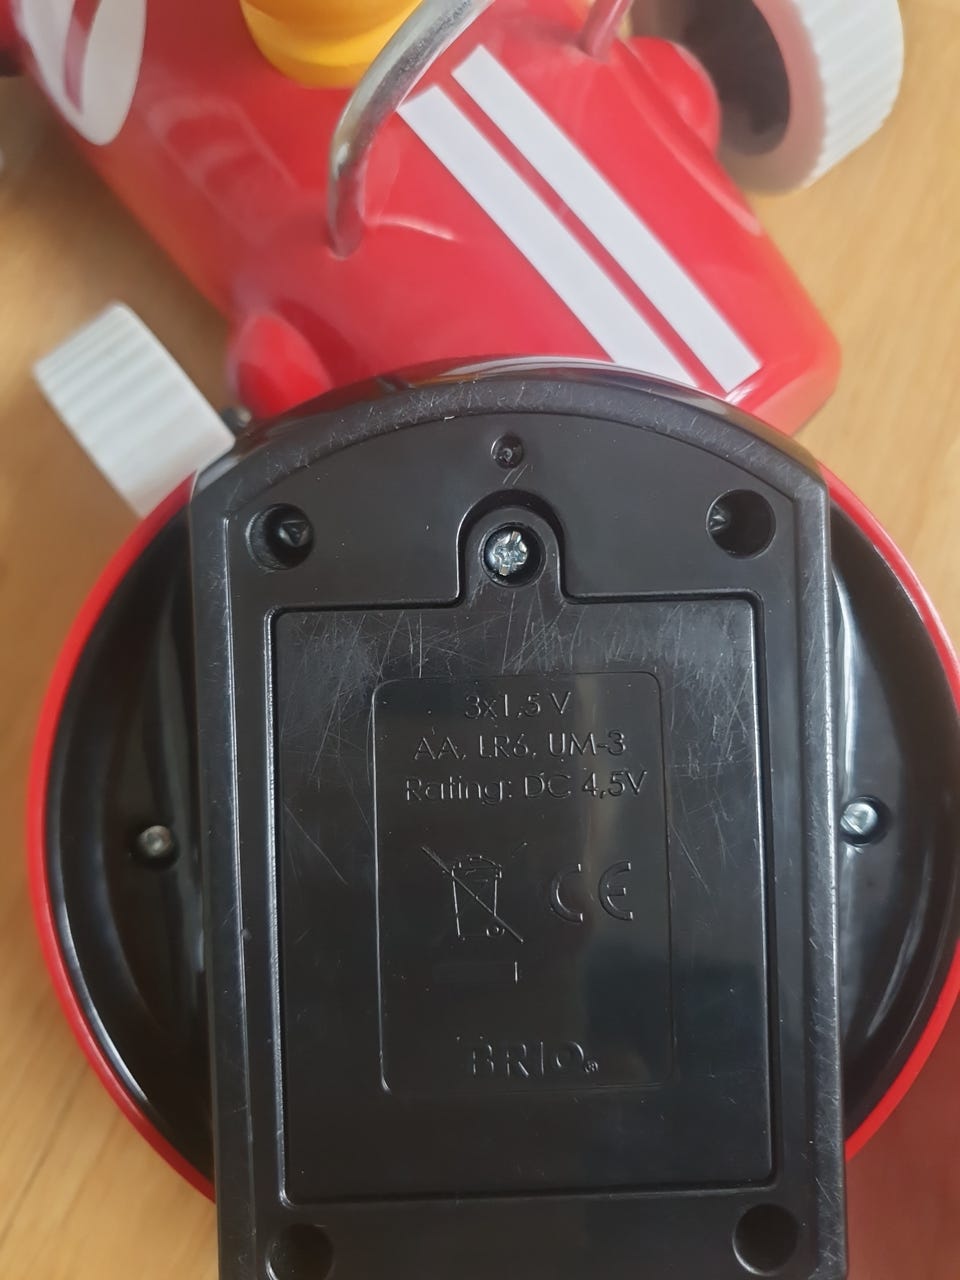 3x1,5 V
AA, LR6, UM-3
Rating: DC 4,5V
CE
BRIO®